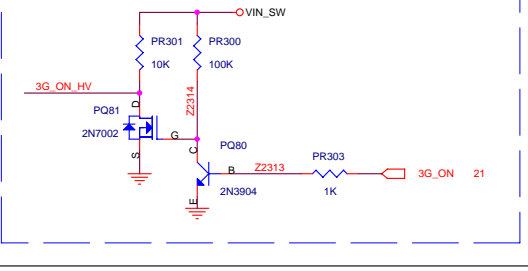 VIN_SW
PR301
PR300
10K
100K
3G_ON_HV
Z2314
D
PQ81
G
2N7002
S
C
PQ80
B
Z2313
PR303
3G_ON
21
2N3904
1K
E